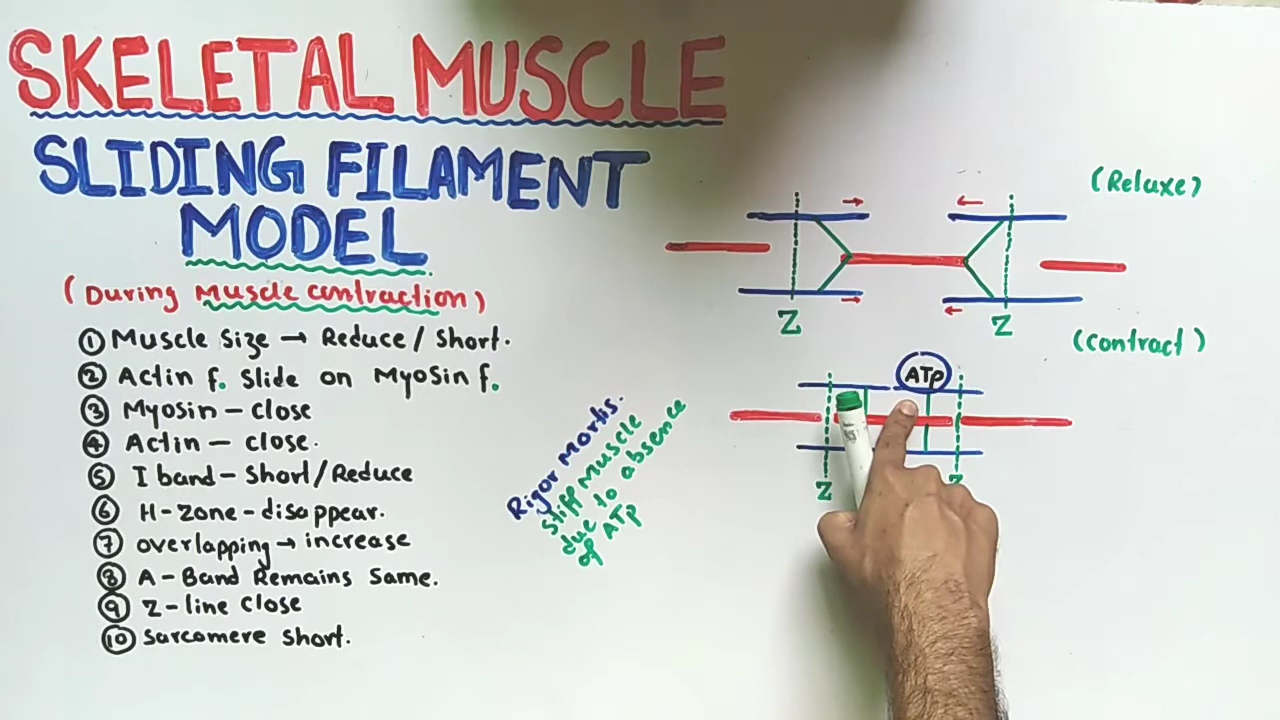 SKELETAL MUSCLE
SLIDING FILAMENT
MODEL
(During Muscle contraction)
① Muscle Size → Reduce / Short.
② Actin f. Slide on Myosin f.
③ Myosin - close
④ Actin - close.
⑤ I band - Short/Reduce
⑥ H-Zone - disappear.
⑦ overlapping → increase
⑧ A-Band Remains Same.
⑨ Z-line close
⑩ Sarcomere short.
Rigor Mortis.
Stiff Muscle
due to absence
of ATP
(Relaxe)
Z
Z
(contract)
ATP
Z
Z